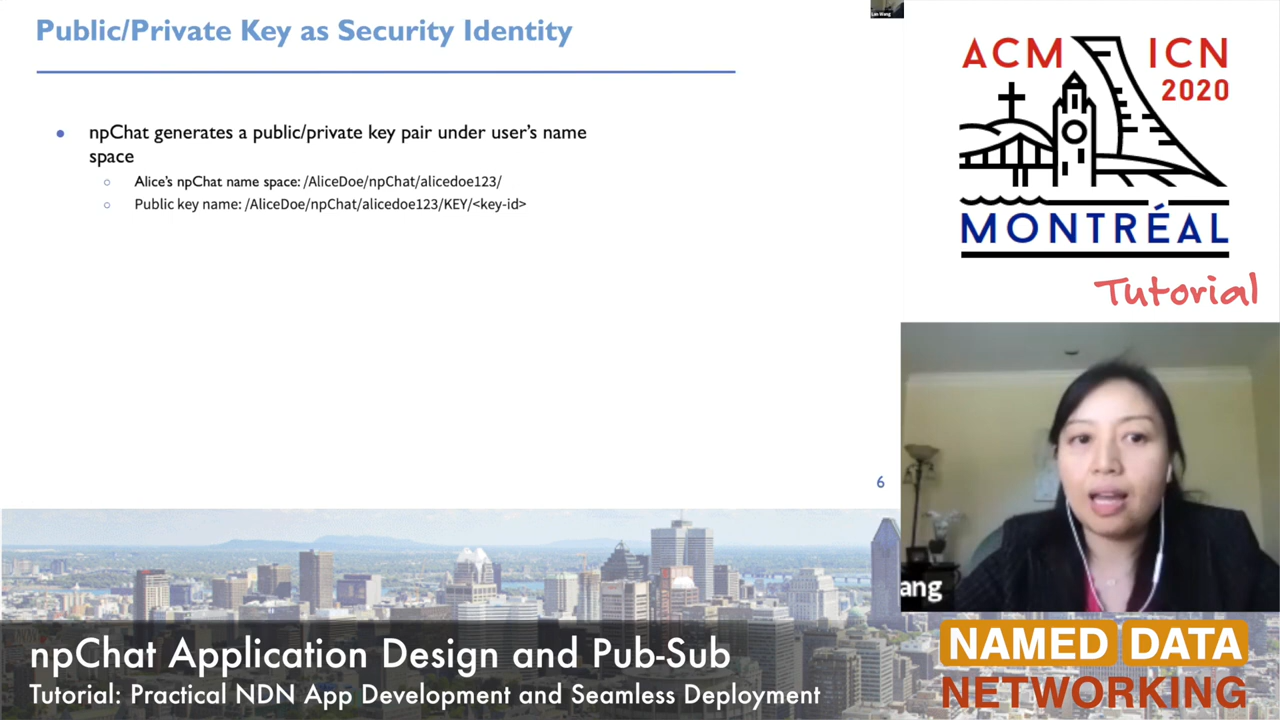 Public/Private Key as Security Identity
● npChat generates a public/private key pair under user's name
space
○ Alice's npChat name space: /AliceDoe/npChat/alicedoe123/
○ Public key name: /AliceDoe/npChat/alicedoe123/KEY/<key-id>
6
Lan Wang
ACM ICN
2020
MONTRÉAL
Tutorial
ang
npChat Application Design and Pub-Sub
Tutorial: Practical NDN App Development and Seamless Deployment
NAMED DATA
NETWORKING